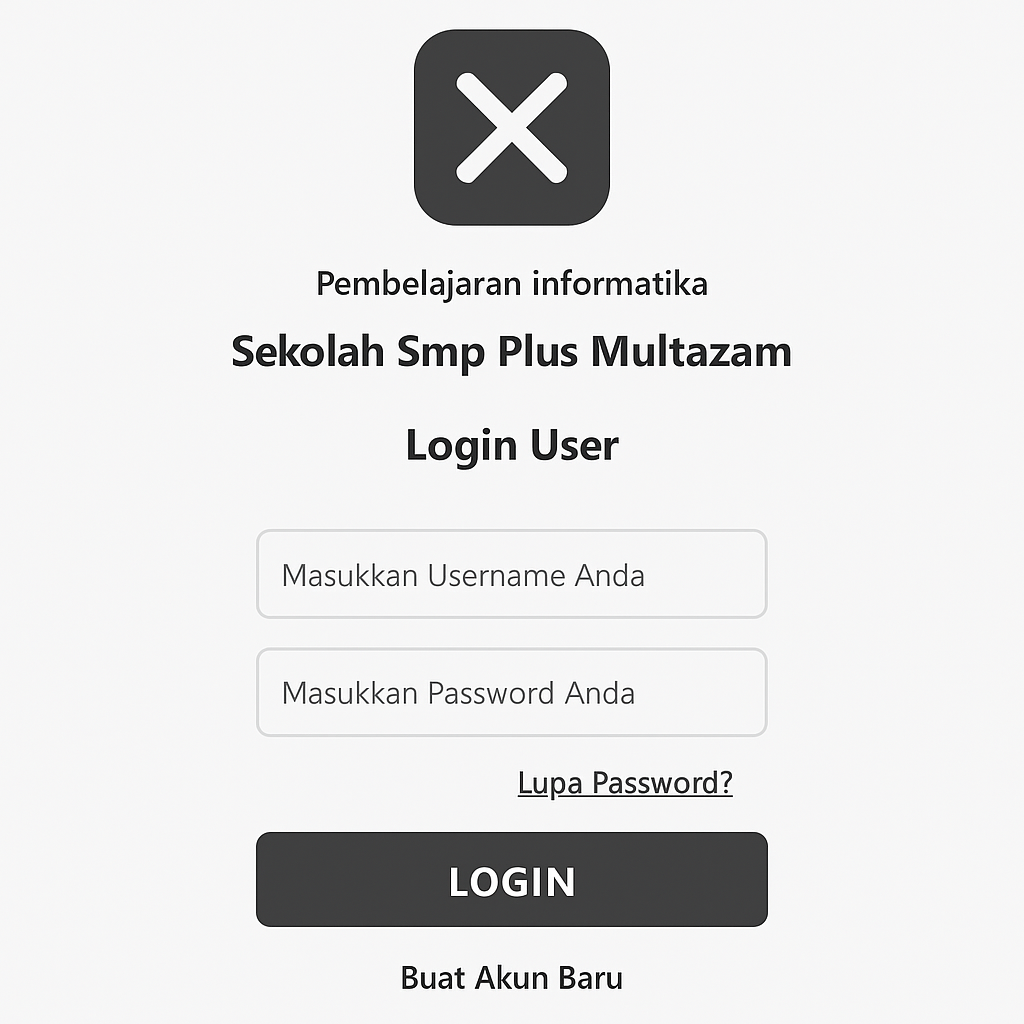 Pembelajaran informatika
Sekolah Smp Plus Multazam
Login User
Masukkan Username Anda
Masukkan Password Anda
Lupa Password?
LOGIN
Buat Akun Baru